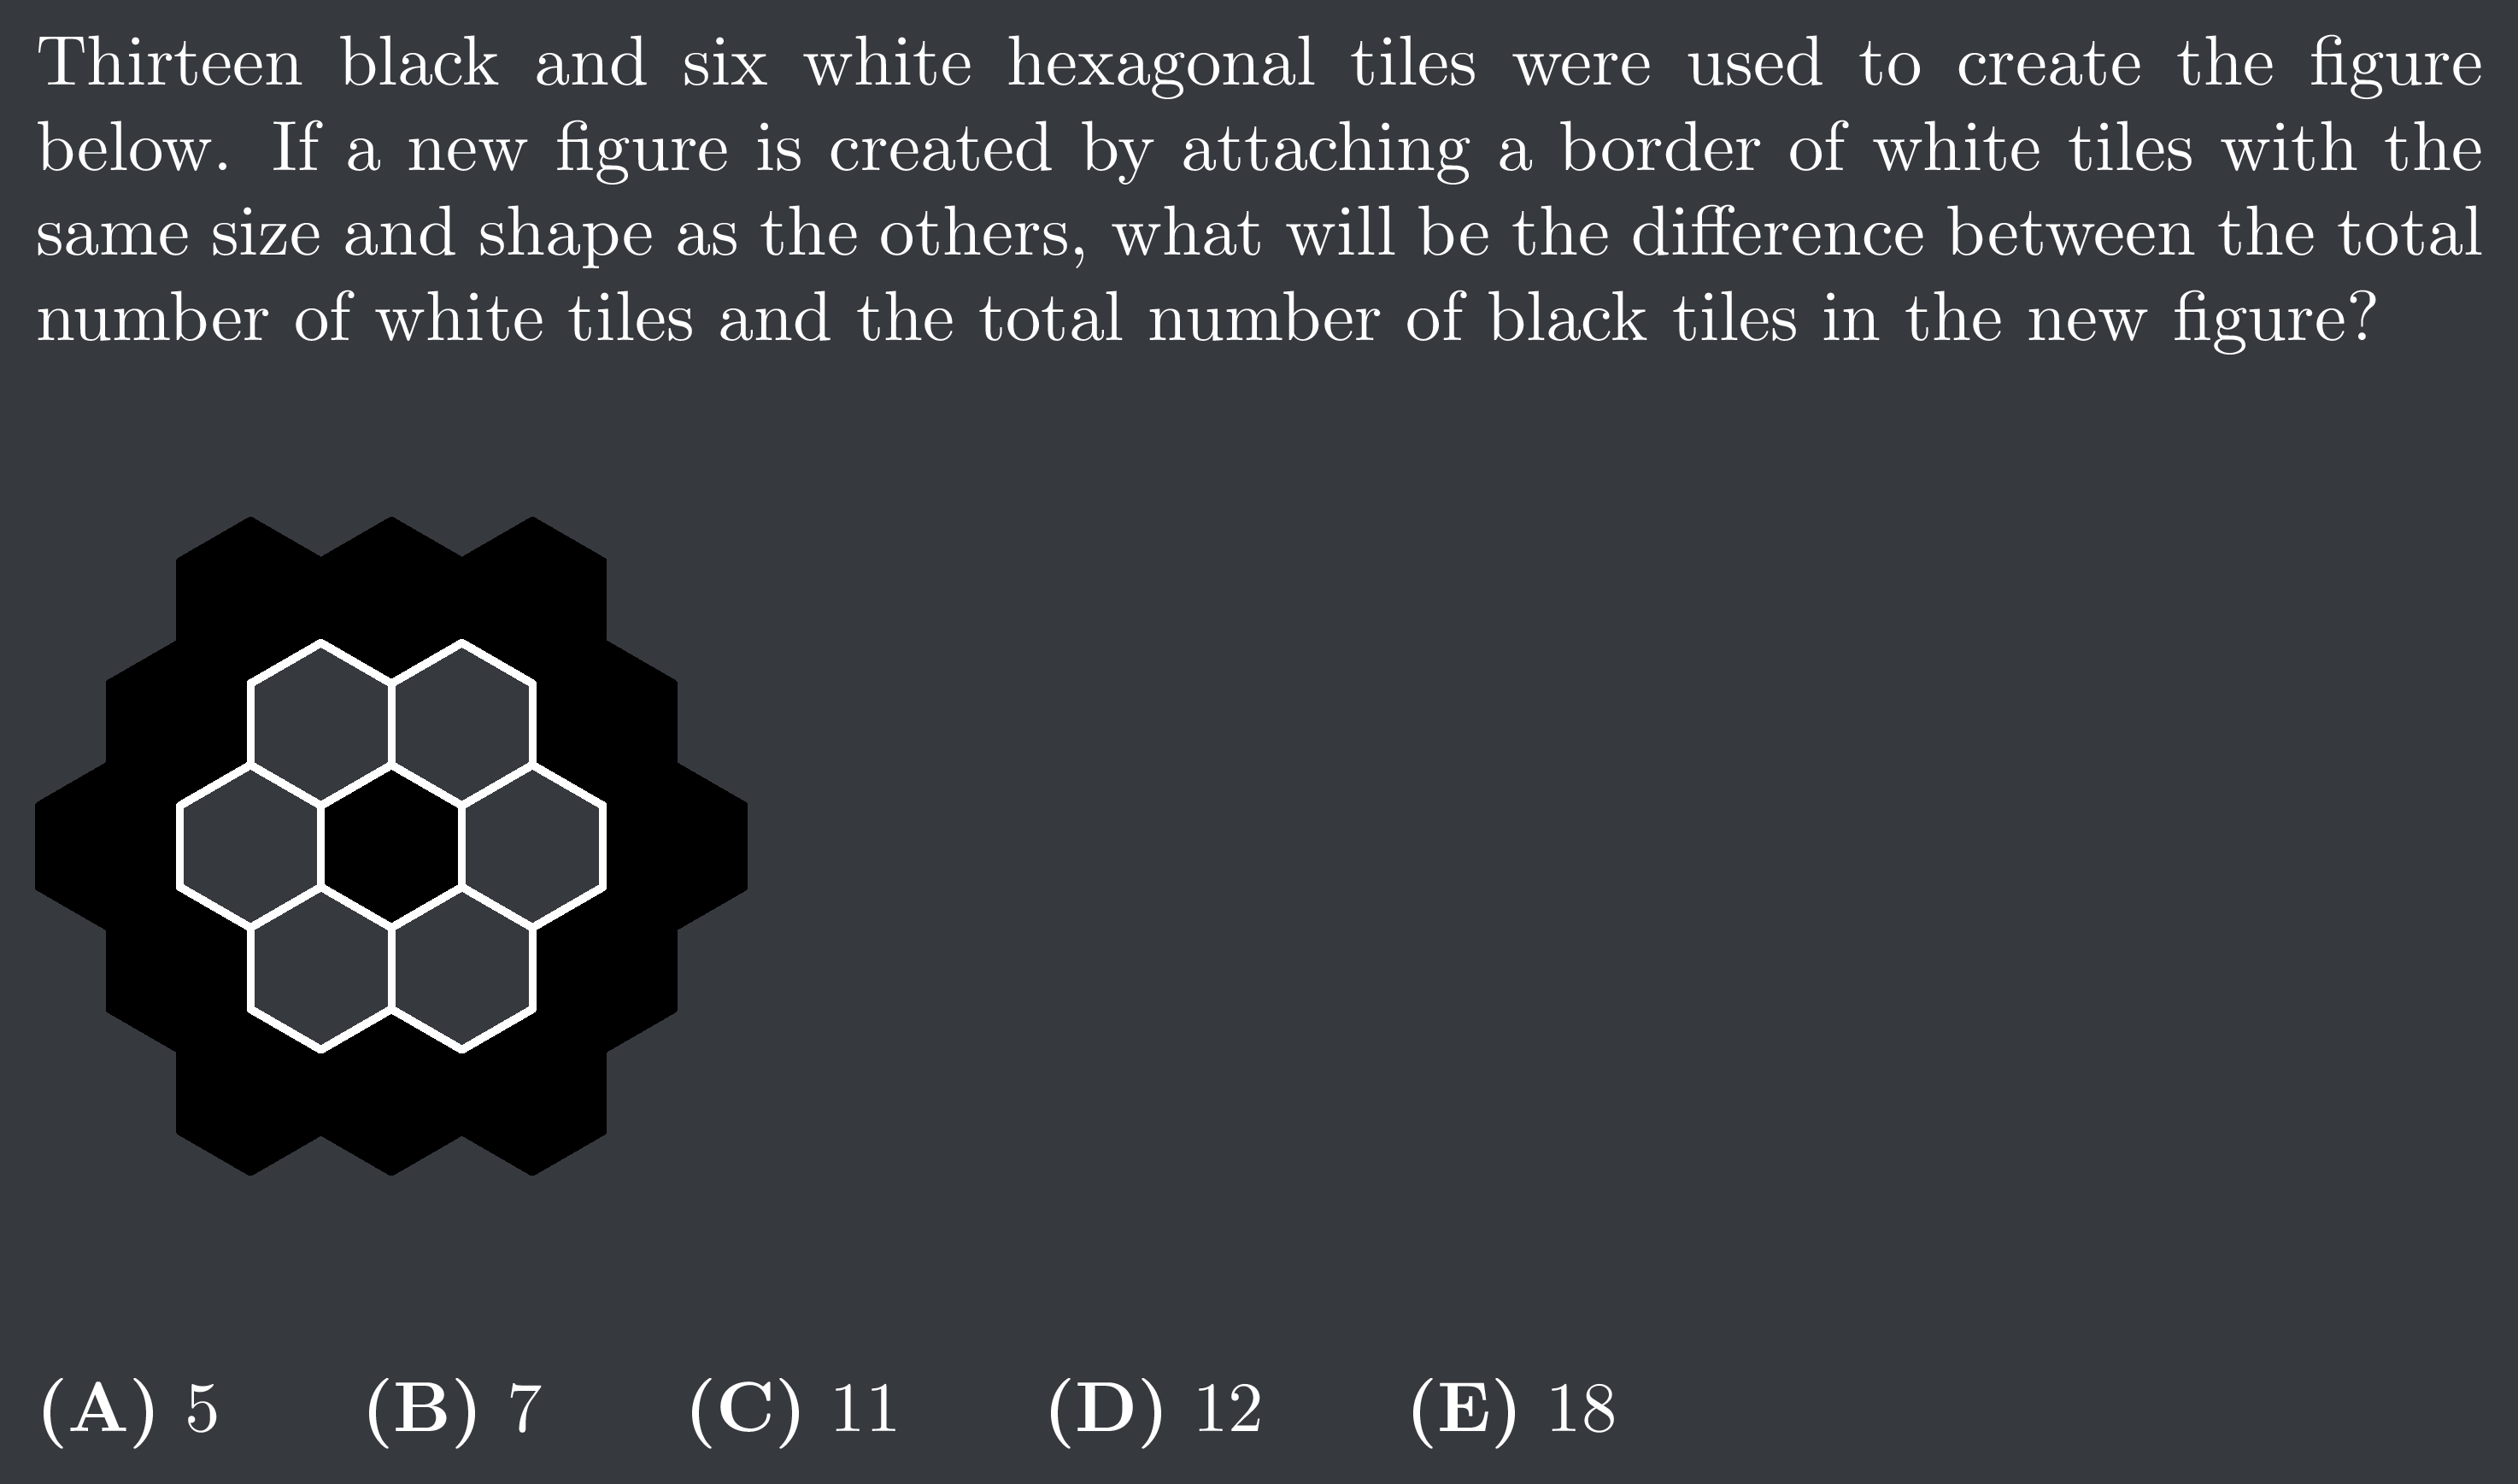 Thirteen black and six white hexagonal tiles were used to create the figure
below. If a new figure is created by attaching a border of white tiles with the
same size and shape as the others, what will be the difference between the total
number of white tiles and the total number of black tiles in the new figure?
(A) 5 (B) 7 (C) 11 (D) 12 (E) 18